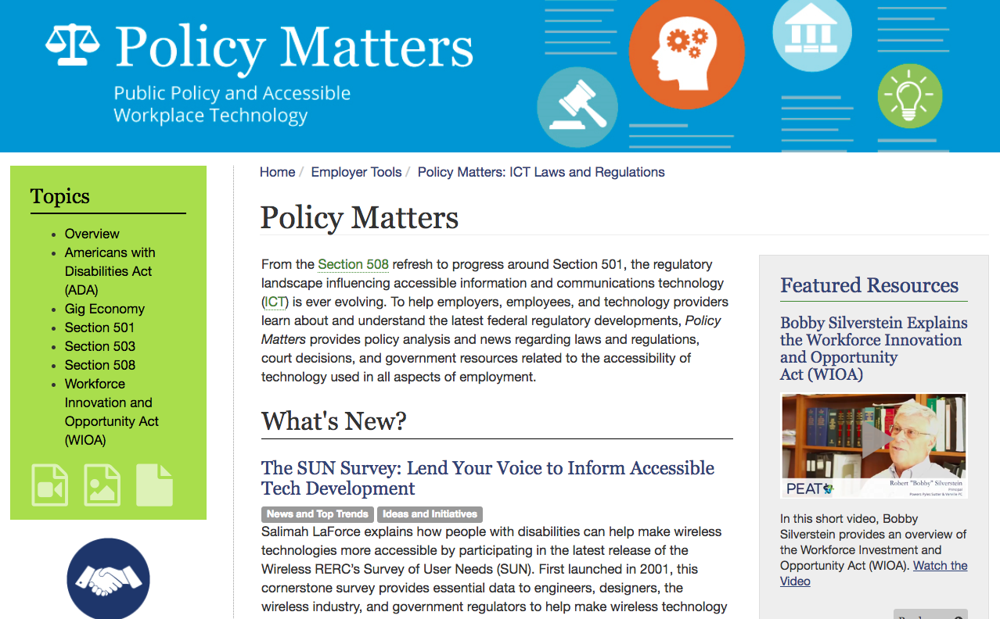 Policy Matters
Public Policy and Accessible
Workplace Technology
Topics
Overview
Americans with
Disabilities Act
(ADA)
Gig Economy
Section 501
Section 503
Section 508
Workforce
Innovation and
Opportunity Act
(WIOA)
Home / Employer Tools / Policy Matters: ICT Laws and Regulations
Policy Matters
From the Section 508 refresh to progress around Section 501, the regulatory
landscape influencing accessible information and communications technology
(ICT) is ever evolving. To help employers, employees, and technology providers
learn about and understand the latest federal regulatory developments, Policy
Matters provides policy analysis and news regarding laws and regulations,
court decisions, and government resources related to the accessibility of
technology used in all aspects of employment.
What's New?
The SUN Survey: Lend Your Voice to Inform Accessible
Tech Development
News and Top Trends Ideas and Initiatives
Salimah LaForce explains how people with disabilities can help make wireless
technologies more accessible by participating in the latest release of the
Wireless RERC’s Survey of User Needs (SUN). First launched in 2001, this
cornerstone survey provides essential data to engineers, designers, the
wireless industry, and government regulators to help make wireless technology
Featured Resources
Bobby Silverstein Explains
the Workforce Innovation
and Opportunity
Act (WIOA)
PEAT
Robert "Bobby" Silverstein
Principal
Powers Pyles Sutter & Verville PC
In this short video, Bobby
Silverstein provides an overview of
the Workforce Investment and
Opportunity Act (WIOA). Watch the
Video